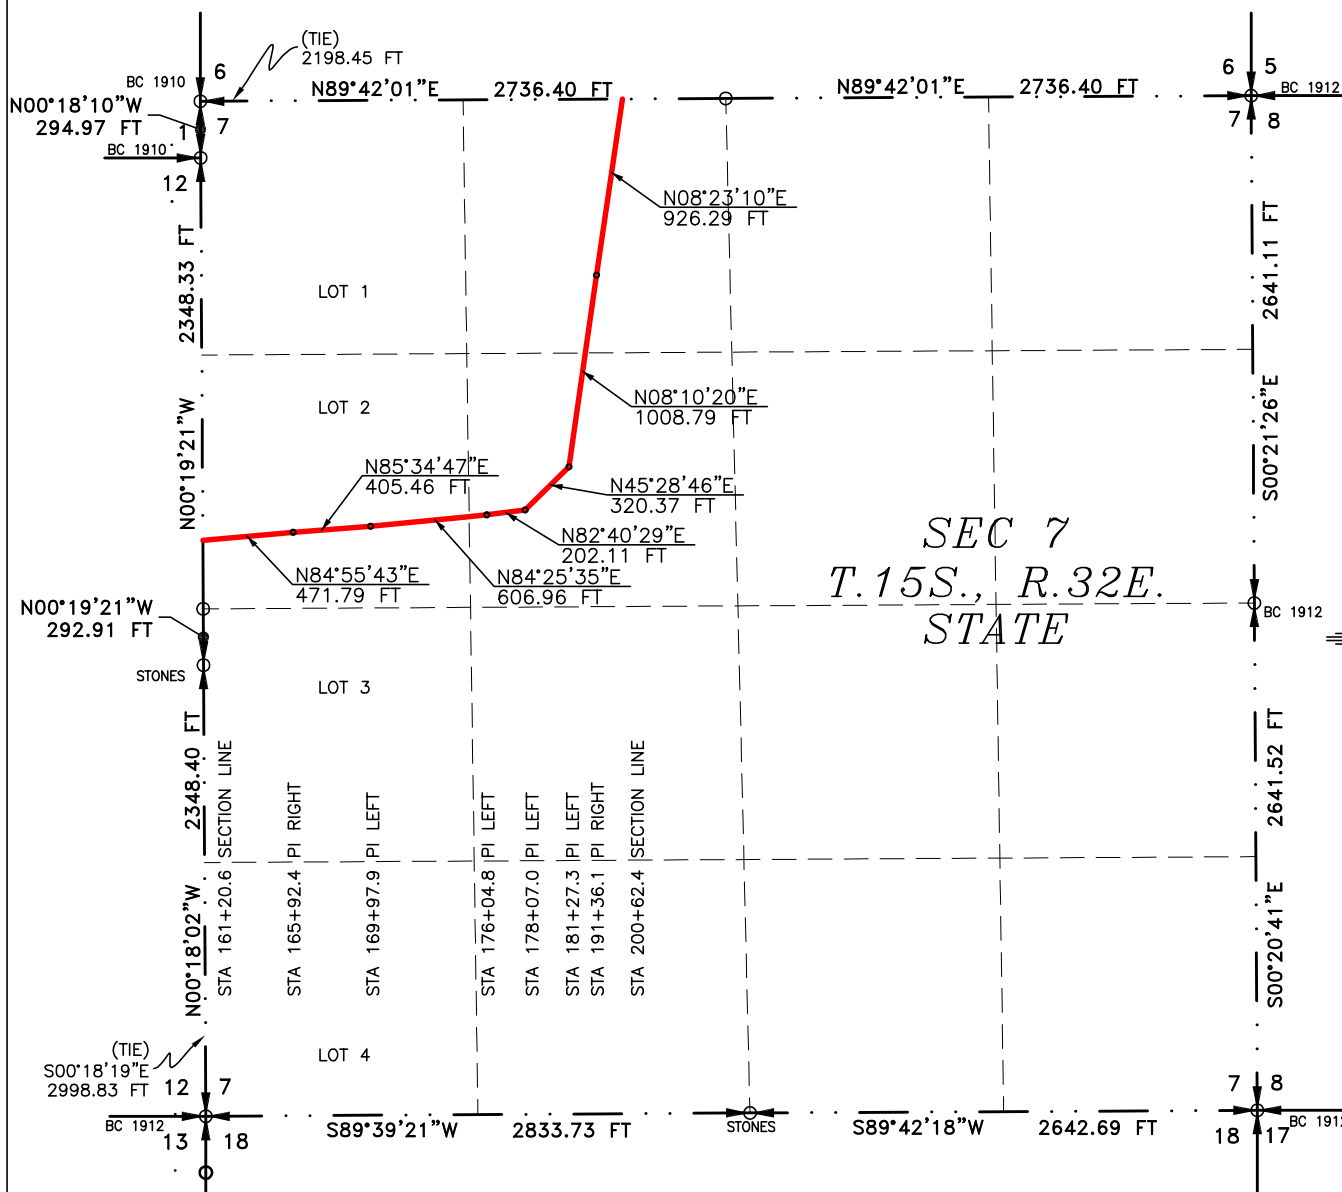 (TIE)
2198.45 FT
BC 1910
6
N89°42'01"E
2736.40 FT
N89°42'01"E
2736.40 FT
6
5
BC 1912
N00°18'10"W
294.97 FT
1
7
7
8
BC 1910
12
N08°23'10"E
926.29 FT
2348.33 FT
2641.11 FT
LOT 1
N08°10'20"E
1008.79 FT
LOT 2
N00°19'21"W
S00°21'26"E
N85°34'47"E
405.46 FT
N45°28'46"E
320.37 FT
N82°40'29"E
202.11 FT
SEC 7
T.15S., R.32E.
STATE
N84°55'43"E
471.79 FT
N84°25'35"E
606.96 FT
N00°19'21"W
292.91 FT
BC 1912
STONES
LOT 3
2348.40 FT
2641.52 FT
STA 161+20.6 SECTION LINE
STA 165+92.4 PI RIGHT
STA 169+97.9 PI LEFT
STA 176+04.8 PI LEFT
STA 178+07.0 PI LEFT
STA 181+27.3 PI LEFT
STA 191+36.1 PI RIGHT
STA 200+62.4 SECTION LINE
N00°18'02"W
S00°20'41"E
(TIE)
S00°18'19"E
2998.83 FT
LOT 4
12
7
7
8
BC 1912
13
18
S89°39'21"W
2833.73 FT
STONES
S89°42'18"W
2642.69 FT
18
17
BC 1912